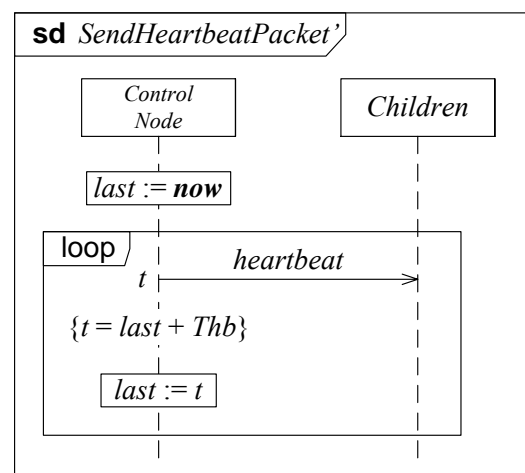 sd SendHeartbeatPacket’
Control
Node
Children
last := now
loop
heartbeat
t
{t = last + Thb}
last := t